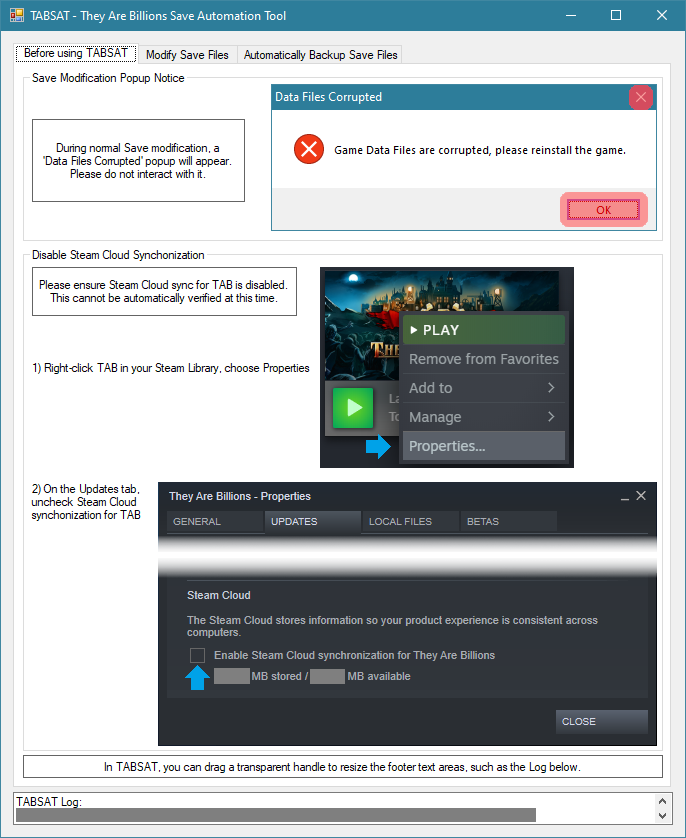 TABSAT - They Are Billions Save Automation Tool
Before using TABSAT
Modify Save Files
Automatically Backup Save Files
Save Modification Popup Notice
During normal Save modification, a
'Data Files Corrupted' popup will appear.
Please do not interact with it.
Data Files Corrupted
Game Data Files are corrupted, please reinstall the game.
OK
Disable Steam Cloud Synchonization
Please ensure Steam Cloud sync for TAB is disabled.
This cannot be automatically verified at this time.
1) Right-click TAB in your Steam Library, choose Properties
PLAY
Remove from Favorites
Add to
Manage
Properties...
2) On the Updates tab,
uncheck Steam Cloud
synchonization for TAB
They Are Billions - Properties
GENERAL
UPDATES
LOCAL FILES
BETAS
Steam Cloud
The Steam Cloud stores information so your product experience is consistent across
computers.
Enable Steam Cloud synchronization for They Are Billions
MB stored / MB available
CLOSE
In TABSAT, you can drag a transparent handle to resize the footer text areas, such as the Log below.
TABSAT Log: